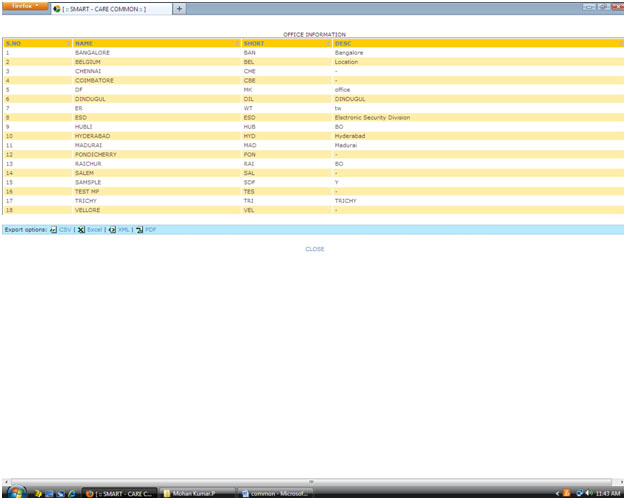 Firefox
[ :: SMART - CARE COMMON :: ]
OFFICE INFORMATION
S.NO NAME SHORT DESC
1 BANGALORE BAN Bangalore
2 BELGIUM BEL Location
3 CHENNAI CHE -
4 COIMBATORE CBE -
5 DF MK office
6 DINDUGUL DIL DINDUGUL
7 ER WT tw
8 ESD ESD Electronic Security Division
9 HUBLI HUB BO
10 HYDERABAD HYD Hyderabad
11 MADURAI MAD Madurai
12 PONDICHERRY PON -
13 RAICHUR RAI BO
14 SALEM SAL -
15 SAMSPLE SDF Y
16 TEST MF TES -
17 TRICHY TRI TRICHY
18 VELLORE VEL -
Export options: CSV | Excel | XML | PDF
CLOSE
[ :: SMART - CARE C... Mohan Kumar.P common - Microsof... 11:43 AM